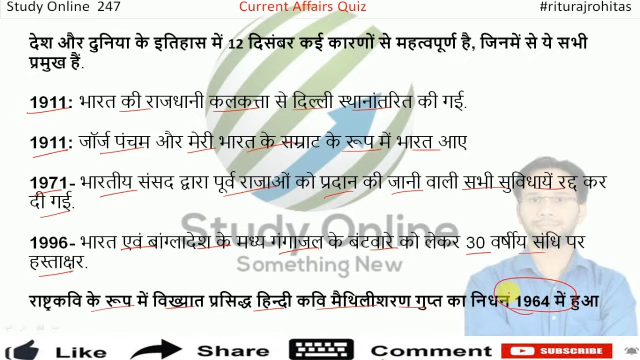 Study Online 247 Current Affairs Quiz #riturajrohitas
देश और दुनिया के इतिहास में 12 दिसंबर कई कारणों से महत्वपूर्ण है, जिनमें से ये सभी
प्रमुख हैं.
1911: भारत की राजधानी कलकत्ता से दिल्ली स्थानांतरित की गई.
1911: जॉर्ज पंचम और मेरी भारत के सम्राट के रूप में भारत आए
1971- भारतीय संसद द्वारा पूर्व राजाओं को प्रदान की जानी वाली सभी सुविधायें रद्द कर
दी गई.
Study Online
1996- भारत एवं बांग्लादेश के मध्य गंगाजल के बंटवारे को लेकर 30 वर्षीय संधि पर
हस्ताक्षर.
Something New
राष्ट्रकवि के रूप में विख्यात प्रसिद्ध हिन्दी कवि मैथिलीशरण गुप्त का निधन 1964 में हुआ
Like Share Comment SUBSCRIBE